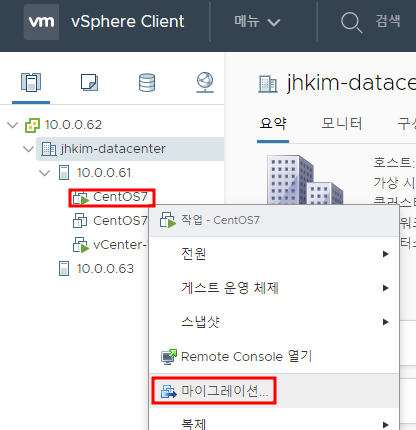 vm vSphere Client 메뉴 검색
jhkim-datace
요약 모니터 구성
10.0.0.62
jhkim-datacenter
10.0.0.61
CentOS7
CentOS7
vCenter-
10.0.0.63
호스트:
가상 시
클러스터
작업 - CentOS7
전원
게스트 운영 체제
스냅샷
Remote Console 열기
마이그레이션...
복제